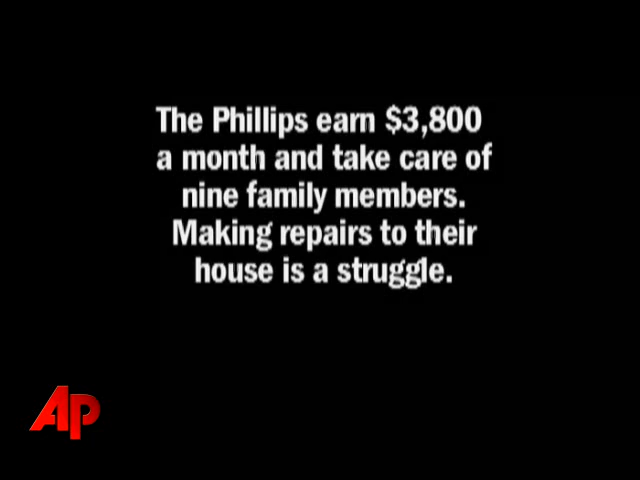 The Phillips earn $3,800
a month and take care of
nine family members.
Making repairs to their
house is a struggle.
AP